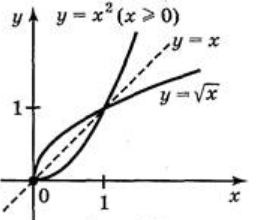 y
y = x² (x ⩾ 0)
y = x
1
y = √x
0
1
x